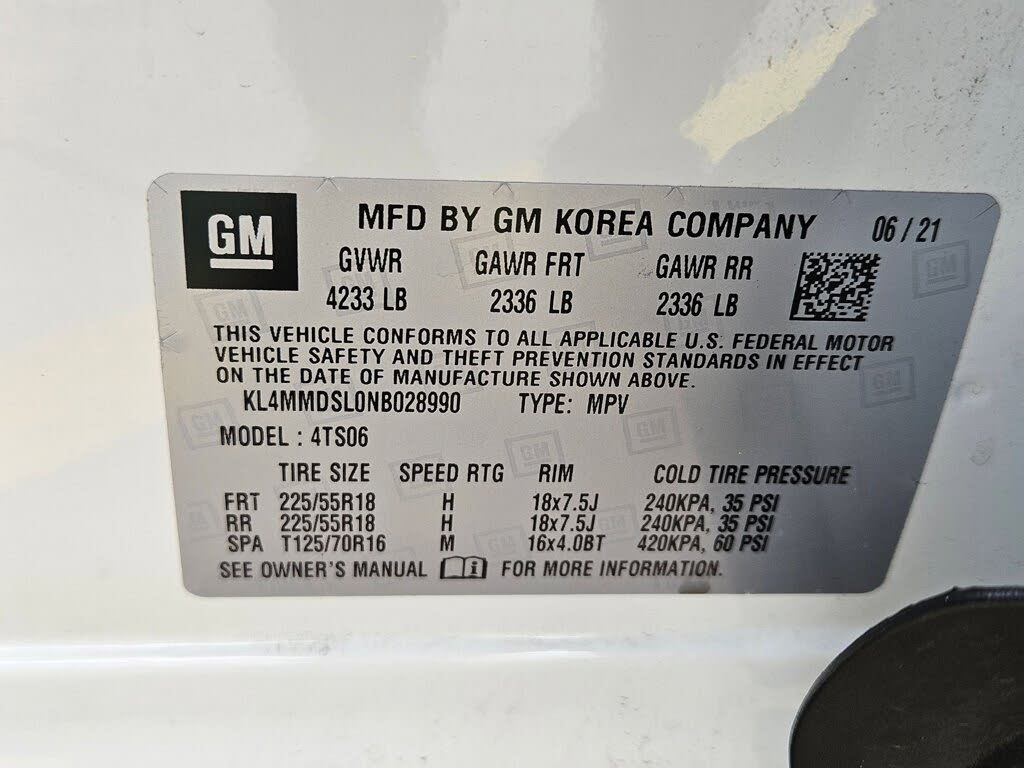 GM MFD BY GM KOREA COMPANY 06/21
GVWR GAWR FRT GAWR RR
4233 LB 2336 LB 2336 LB
THIS VEHICLE CONFORMS TO ALL APPLICABLE U.S. FEDERAL MOTOR
VEHICLE SAFETY AND THEFT PREVENTION STANDARDS IN EFFECT
ON THE DATE OF MANUFACTURE SHOWN ABOVE.
KL4MMDSL0NB028990 TYPE: MPV
MODEL : 4TS06
TIRE SIZE SPEED RTG RIM COLD TIRE PRESSURE
FRT 225/55R18 H 18x7.5J 240KPA, 35 PSI
RR 225/55R18 H 18x7.5J 240KPA, 35 PSI
SPA T125/70R16 M 16x4.0BT 420KPA, 60 PSI
SEE OWNER'S MANUAL i FOR MORE INFORMATION.